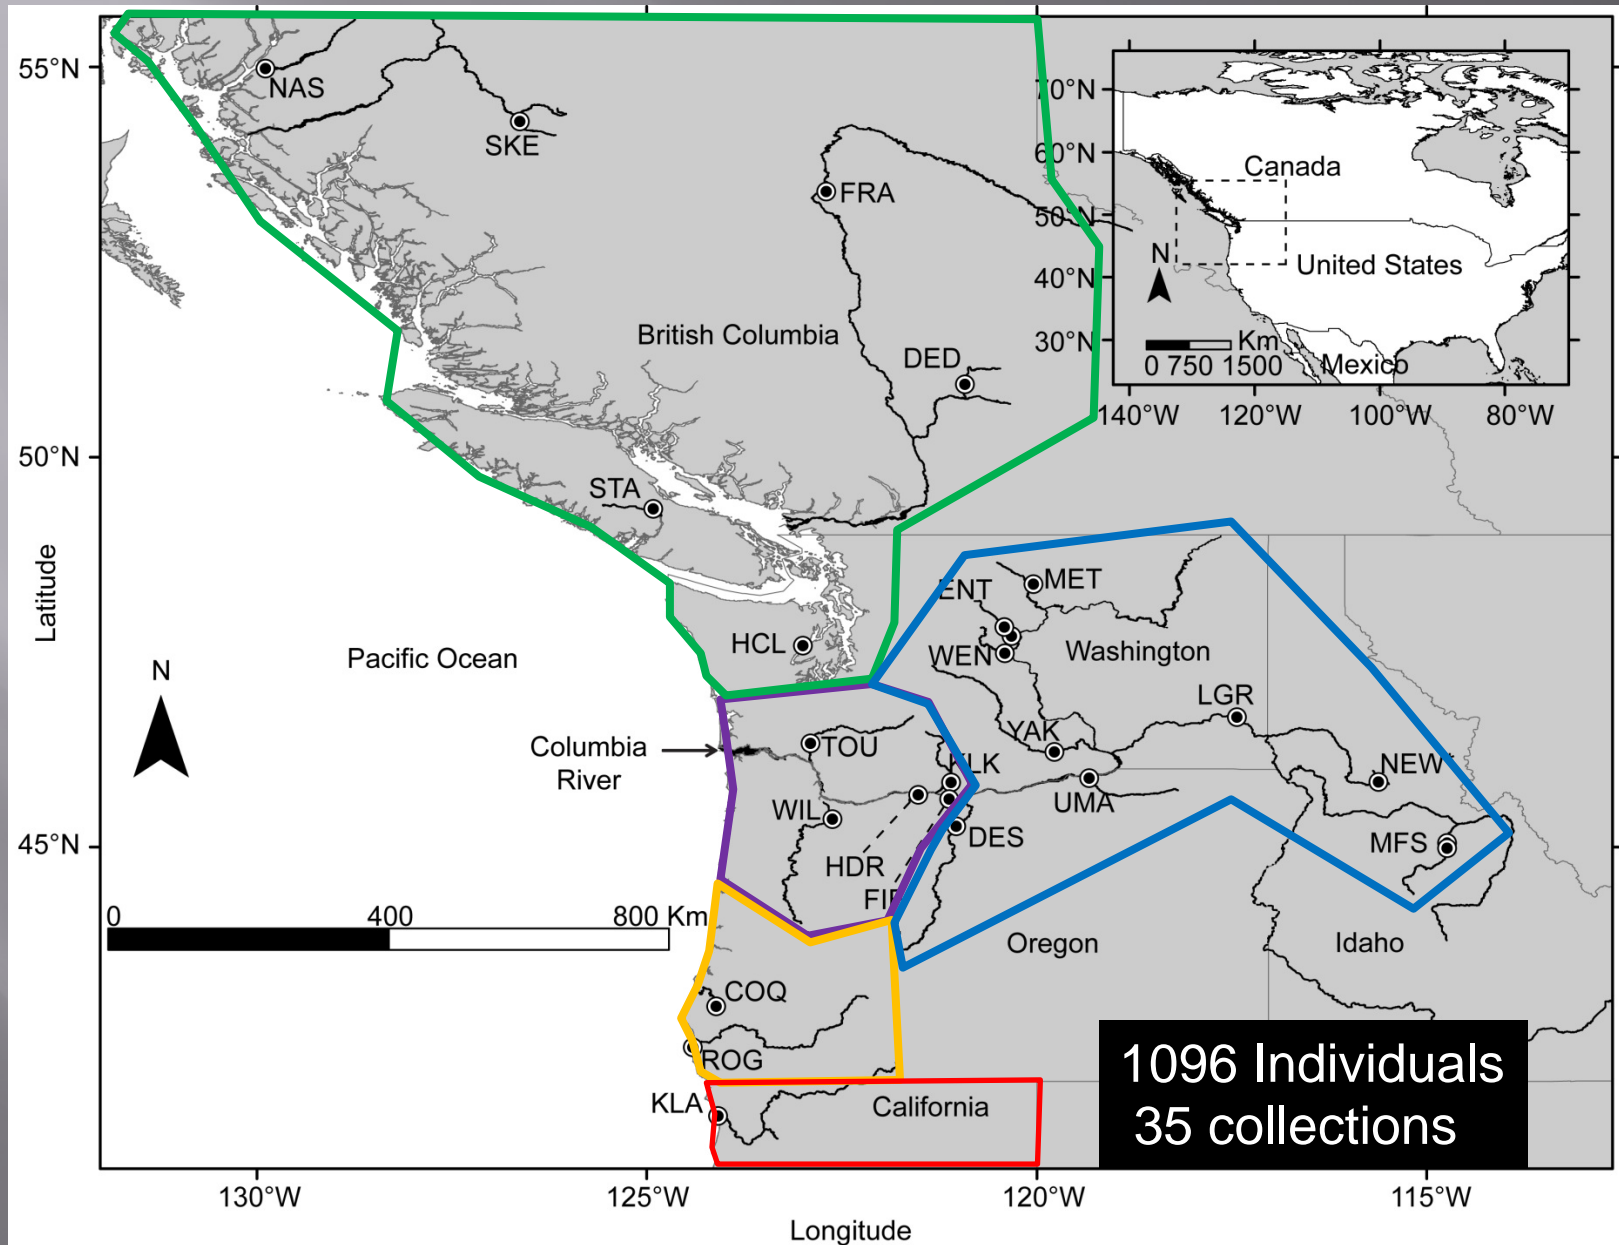 55°N
50°N
45°N
Latitude
130°W
125°W
120°W
115°W
Longitude
NAS
SKE
FRA
British Columbia
DED
STA
HCL
Pacific Ocean
N
Columbia
River
ENT
MET
WEN
Washington
LGR
YAK
NEW
UMA
TOU
KLK
WIL
DES
HDR
MFS
Oregon
Idaho
0 400 800 Km
COQ
ROG
KLA
California
70°N
60°N
50°N
40°N
30°N
Canada
United States
Mexico
N
Km
0 750 1500
140°W 120°W 100°W 80°W
1096 Individuals
35 collections